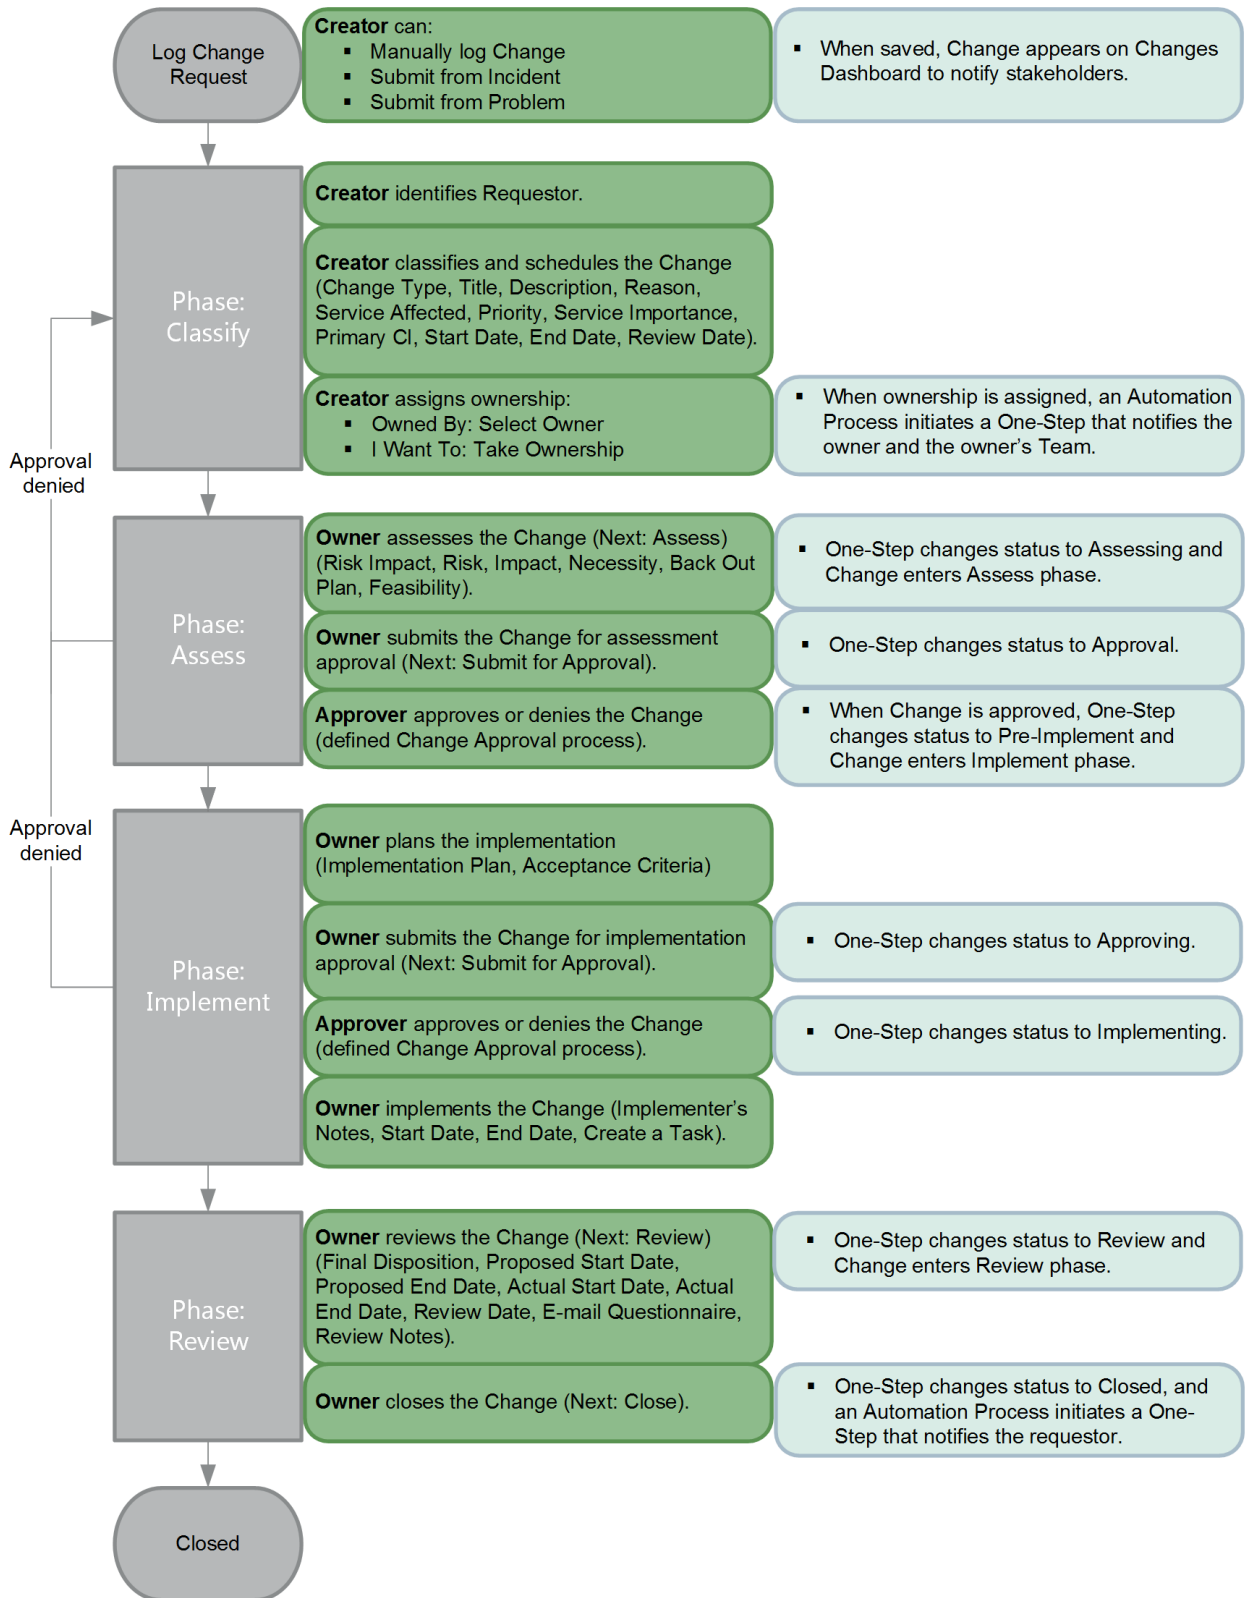 Log Change
Request
Creator can:
▪ Manually log Change
▪ Submit from Incident
▪ Submit from Problem
▪ When saved, Change appears on Changes
Dashboard to notify stakeholders.
Phase:
Classify
Creator identifies Requestor.
Creator classifies and schedules the Change
(Change Type, Title, Description, Reason,
Service Affected, Priority, Service Importance,
Primary CI, Start Date, End Date, Review Date).
Creator assigns ownership:
▪ Owned By: Select Owner
▪ I Want To: Take Ownership
▪ When ownership is assigned, an Automation
Process initiates a One-Step that notifies the
owner and the owner's Team.
Approval
denied
Phase:
Assess
Owner assesses the Change (Next: Assess)
(Risk Impact, Risk, Impact, Necessity, Back Out
Plan, Feasibility).
▪ One-Step changes status to Assessing and
Change enters Assess phase.
Owner submits the Change for assessment
approval (Next: Submit for Approval).
▪ One-Step changes status to Approval.
Approver approves or denies the Change
(defined Change Approval process).
▪ When Change is approved, One-Step
changes status to Pre-Implement and
Change enters Implement phase.
Approval
denied
Phase:
Implement
Owner plans the implementation
(Implementation Plan, Acceptance Criteria)
Owner submits the Change for implementation
approval (Next: Submit for Approval).
▪ One-Step changes status to Approving.
Approver approves or denies the Change
(defined Change Approval process).
▪ One-Step changes status to Implementing.
Owner implements the Change (Implementer's
Notes, Start Date, End Date, Create a Task).
Phase:
Review
Owner reviews the Change (Next: Review)
(Final Disposition, Proposed Start Date,
Proposed End Date, Actual Start Date, Actual
End Date, Review Date, E-mail Questionnaire,
Review Notes).
▪ One-Step changes status to Review and
Change enters Review phase.
Owner closes the Change (Next: Close).
▪ One-Step changes status to Closed, and
an Automation Process initiates a One-
Step that notifies the requestor.
Closed